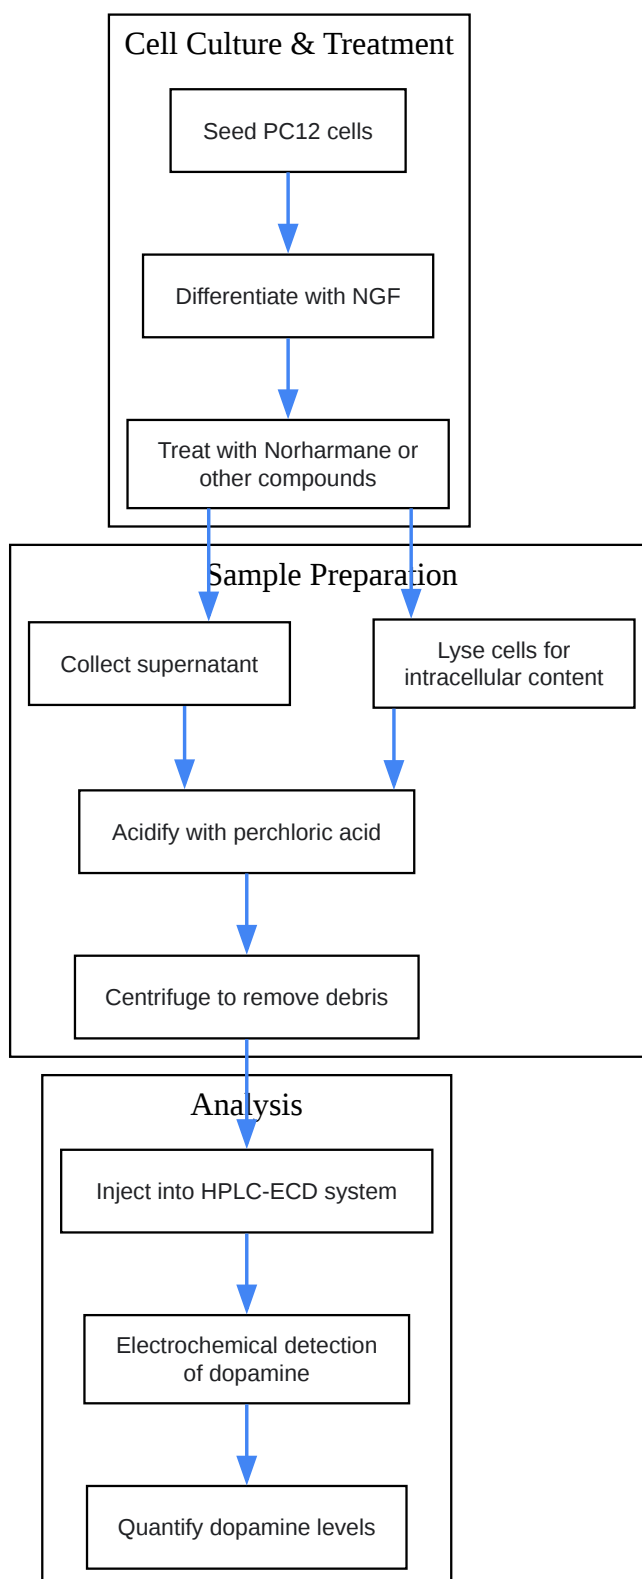 Cell Culture & Treatment
Seed PC12 cells
Differentiate with NGF
Treat with Norharmane or
other compounds
Sample Preparation
Collect supernatant
Lyse cells for
intracellular content
Acidify with perchloric acid
Centrifuge to remove debris
Analysis
Inject into HPLC-ECD system
Electrochemical detection
of dopamine
Quantify dopamine levels